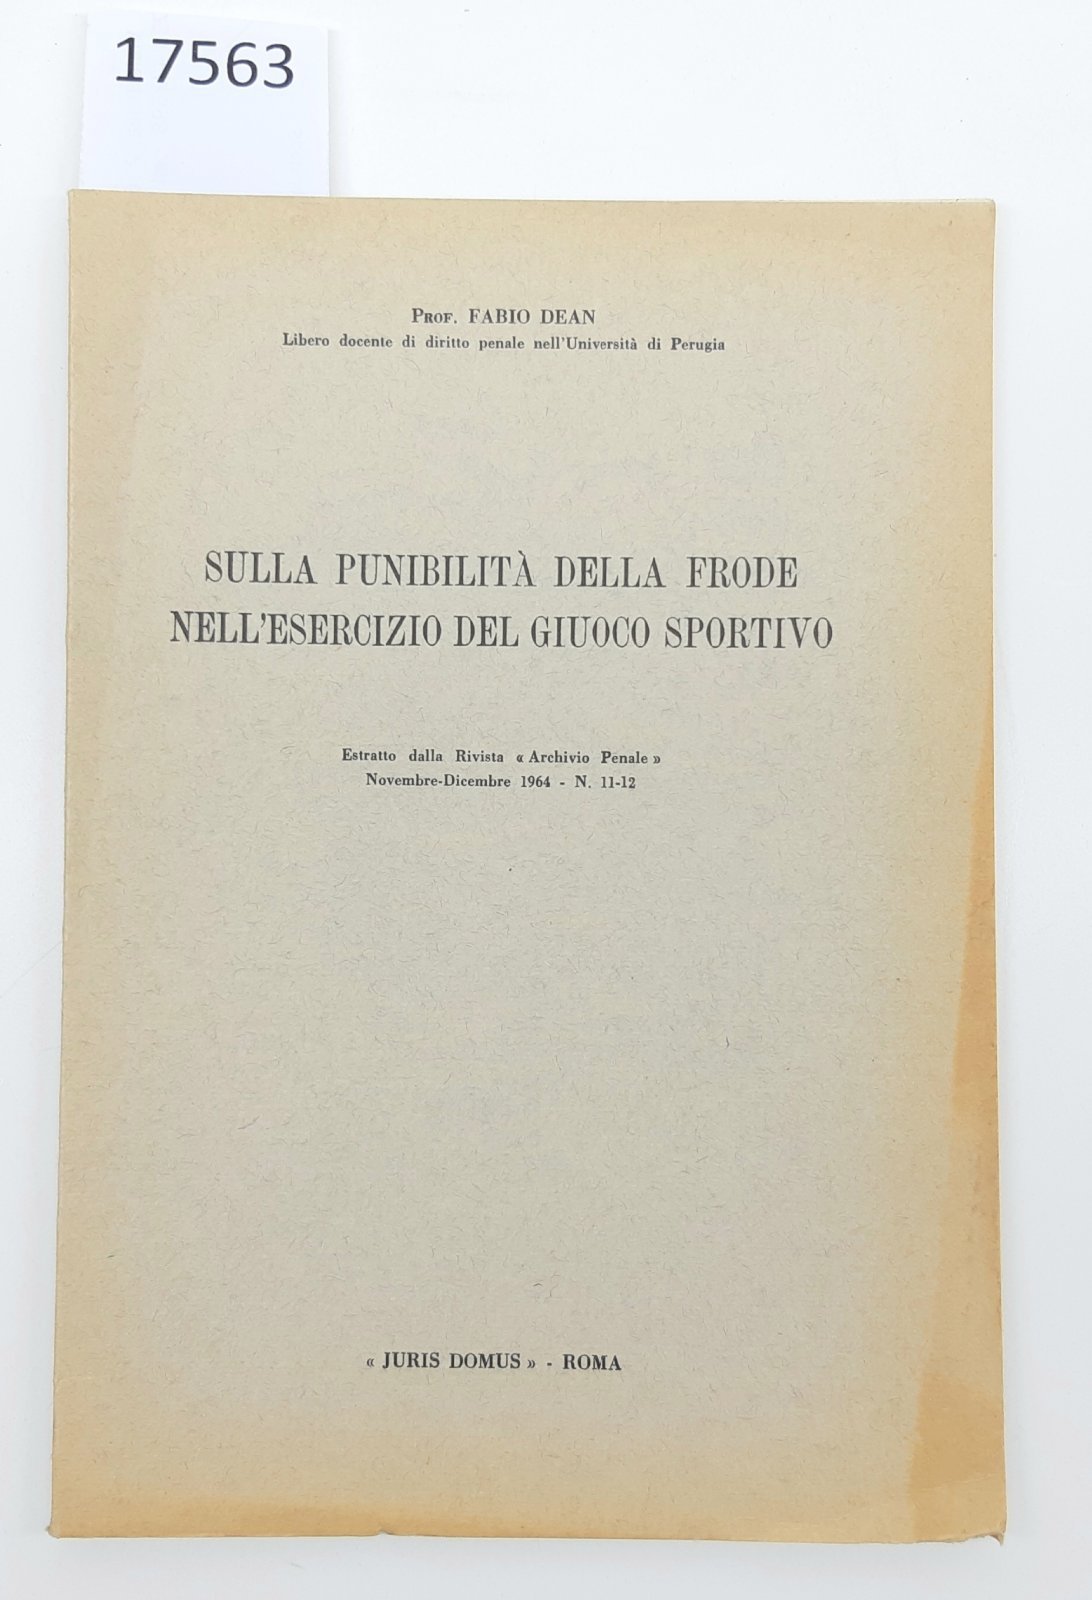 17563
Prof. FABIO DEAN
Libero docente di diritto penale nell'Università di Perugia
SULLA PUNIBILITÀ DELLA FRODE
NELL'ESERCIZIO DEL GIUOCO SPORTIVO
Estratto dalla Rivista « Archivio Penale »
Novembre-Dicembre 1964 - N. 11-12
« JURIS DOMUS » - ROMA